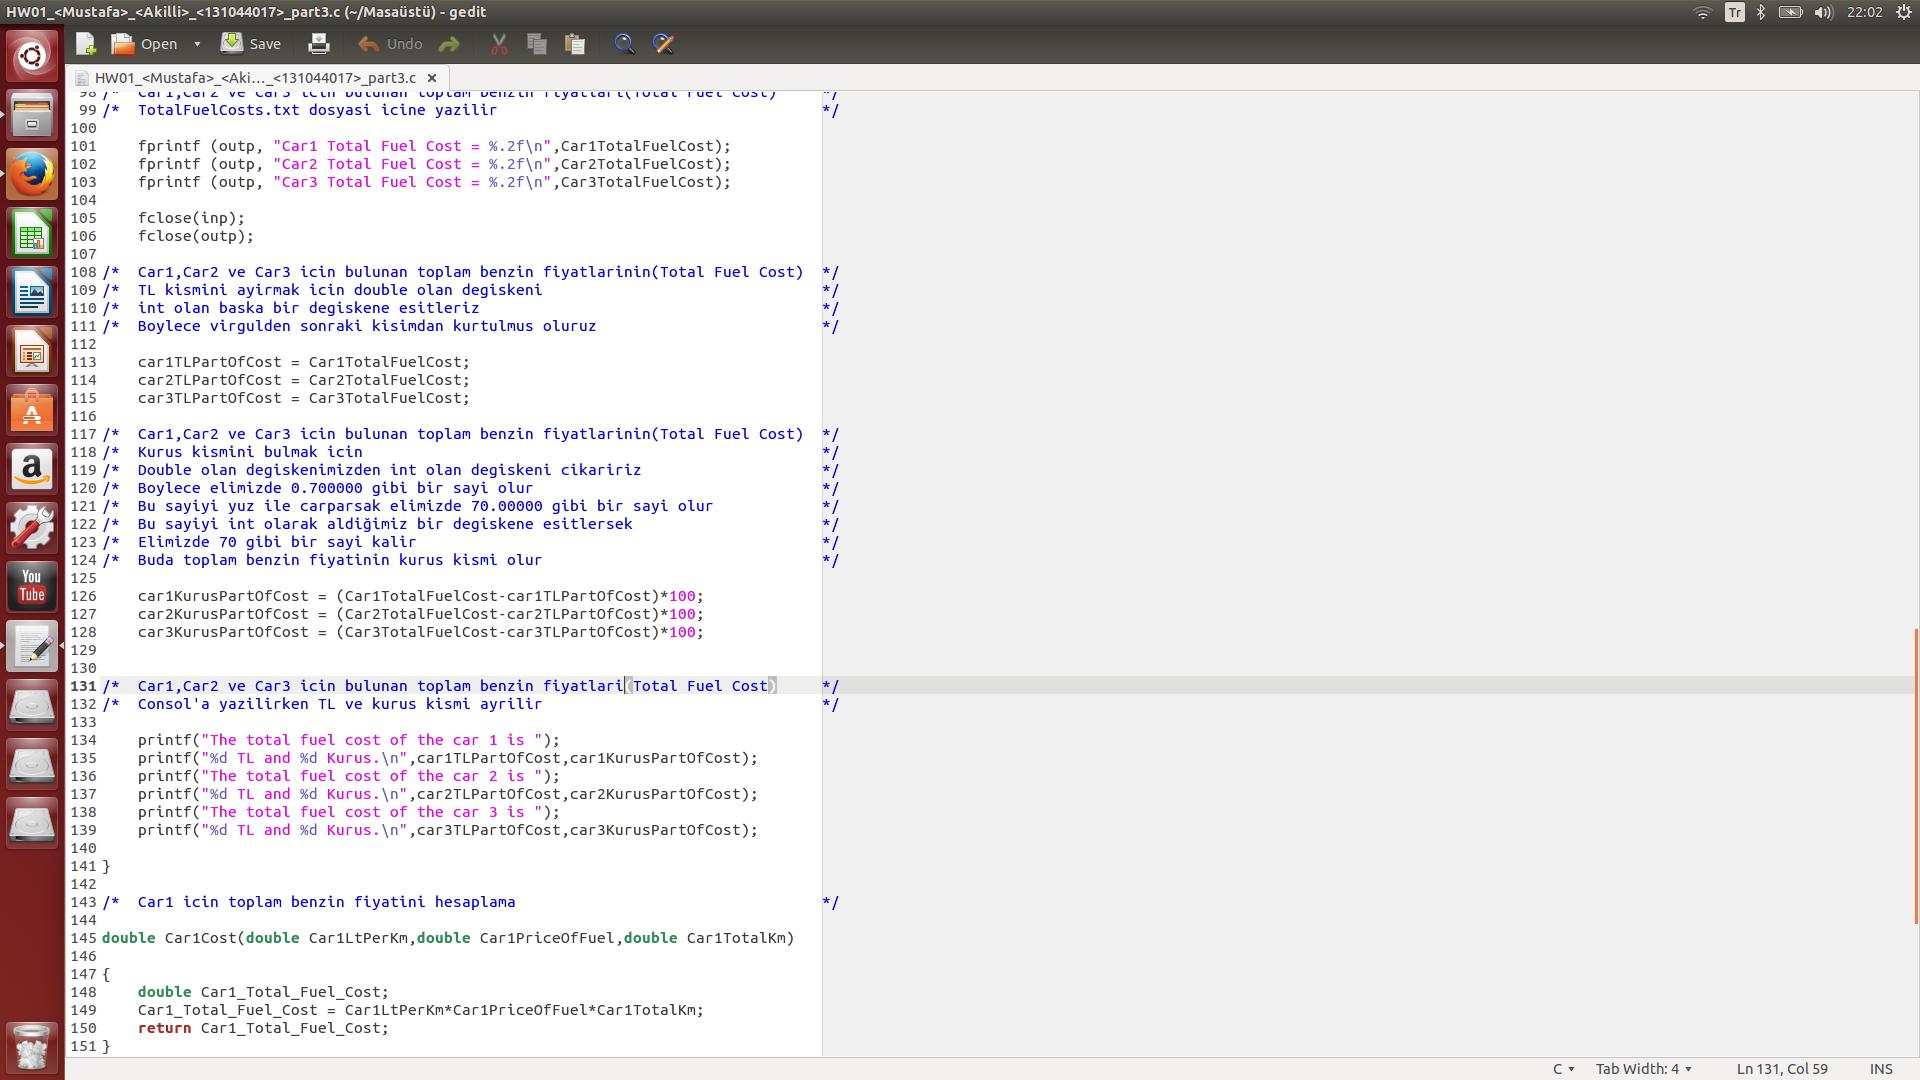 HW01_<Mustafa>_<Akilli>_<131044017>_part3.c (~/Masaüstü) - gedit
Tr
22:02
Open
Save
Undo
HW01_<Mustafa>_<Aki..._<131044017>_part3.c
98 /*  Car1,Car2 ve Car3 icin bulunan toplam benzin fiyatlari(Total Fuel Cost)     */
99 /*  TotalFuelCosts.txt dosyasi icine yazilir                                    */
100
101     fprintf (outp, "Car1 Total Fuel Cost = %.2f\n",Car1TotalFuelCost);
102     fprintf (outp, "Car2 Total Fuel Cost = %.2f\n",Car2TotalFuelCost);
103     fprintf (outp, "Car3 Total Fuel Cost = %.2f\n",Car3TotalFuelCost);
104
105     fclose(inp);
106     fclose(outp);
107
108 /*  Car1,Car2 ve Car3 icin bulunan toplam benzin fiyatlarinin(Total Fuel Cost)  */
109 /*  TL kismini ayirmak icin double olan degiskeni                               */
110 /*  int olan baska bir degiskene esitleriz                                      */
111 /*  Boylece virgulden sonraki kisimdan kurtulmus oluruz                         */
112
113     car1TLPartOfCost = Car1TotalFuelCost;
114     car2TLPartOfCost = Car2TotalFuelCost;
115     car3TLPartOfCost = Car3TotalFuelCost;
116
117 /*  Car1,Car2 ve Car3 icin bulunan toplam benzin fiyatlarinin(Total Fuel Cost)  */
118 /*  Kurus kismini bulmak icin                                                   */
119 /*  Double olan degiskenimizden int olan degiskeni cikaririz                    */
120 /*  Boylece elimizde 0.700000 gibi bir sayi olur                                */
121 /*  Bu sayiyi yuz ile carparsak elimizde 70.00000 gibi bir sayi olur            */
122 /*  Bu sayiyi int olarak aldiğimiz bir degiskene esitlersek                     */
123 /*  Elimizde 70 gibi bir sayi kalir                                             */
124 /*  Buda toplam benzin fiyatinin kurus kismi olur                               */
125
126     car1KurusPartOfCost = (Car1TotalFuelCost-car1TLPartOfCost)*100;
127     car2KurusPartOfCost = (Car2TotalFuelCost-car2TLPartOfCost)*100;
128     car3KurusPartOfCost = (Car3TotalFuelCost-car3TLPartOfCost)*100;
129
130
131 /*  Car1,Car2 ve Car3 icin bulunan toplam benzin fiyatlari(Total Fuel Cost)     */
132 /*  Consol'a yazilirken TL ve kurus kismi ayrilir                               */
133
134     printf("The total fuel cost of the car 1 is ");
135     printf("%d TL and %d Kurus.\n",car1TLPartOfCost,car1KurusPartOfCost);
136     printf("The total fuel cost of the car 2 is ");
137     printf("%d TL and %d Kurus.\n",car2TLPartOfCost,car2KurusPartOfCost);
138     printf("The total fuel cost of the car 3 is ");
139     printf("%d TL and %d Kurus.\n",car3TLPartOfCost,car3KurusPartOfCost);
140
141 }
142
143 /*  Car1 icin toplam benzin fiyatini hesaplama                                  */
144
145 double Car1Cost(double Car1LtPerKm,double Car1PriceOfFuel,double Car1TotalKm)
146
147 {
148     double Car1_Total_Fuel_Cost;
149     Car1_Total_Fuel_Cost = Car1LtPerKm*Car1PriceOfFuel*Car1TotalKm;
150     return Car1_Total_Fuel_Cost;
151 }
a
You
Tube
C
Tab Width: 4
Ln 131, Col 59
INS